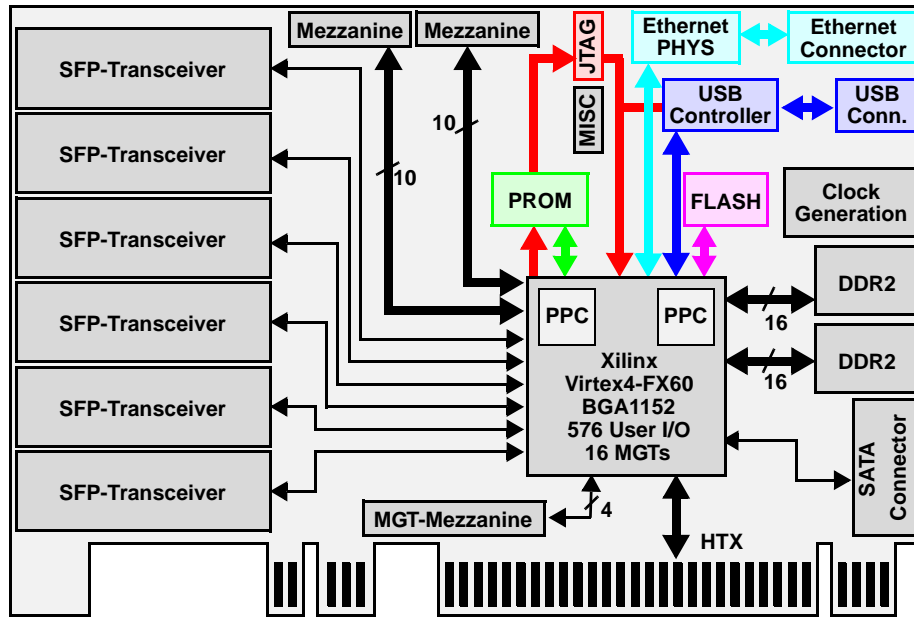 Mezzanine
Mezzanine
JTAG
Ethernet
PHYS
Ethernet
Connector
SFP-Transceiver
MISC
USB
Controller
USB
Conn.
SFP-Transceiver
10
10
PROM
FLASH
Clock
Generation
SFP-Transceiver
DDR2
16
PPC
PPC
SFP-Transceiver
Xilinx
Virtex4-FX60
BGA1152
576 User I/O
16 MGTs
DDR2
16
SFP-Transceiver
SATA
Connector
SFP-Transceiver
MGT-Mezzanine
4
HTX